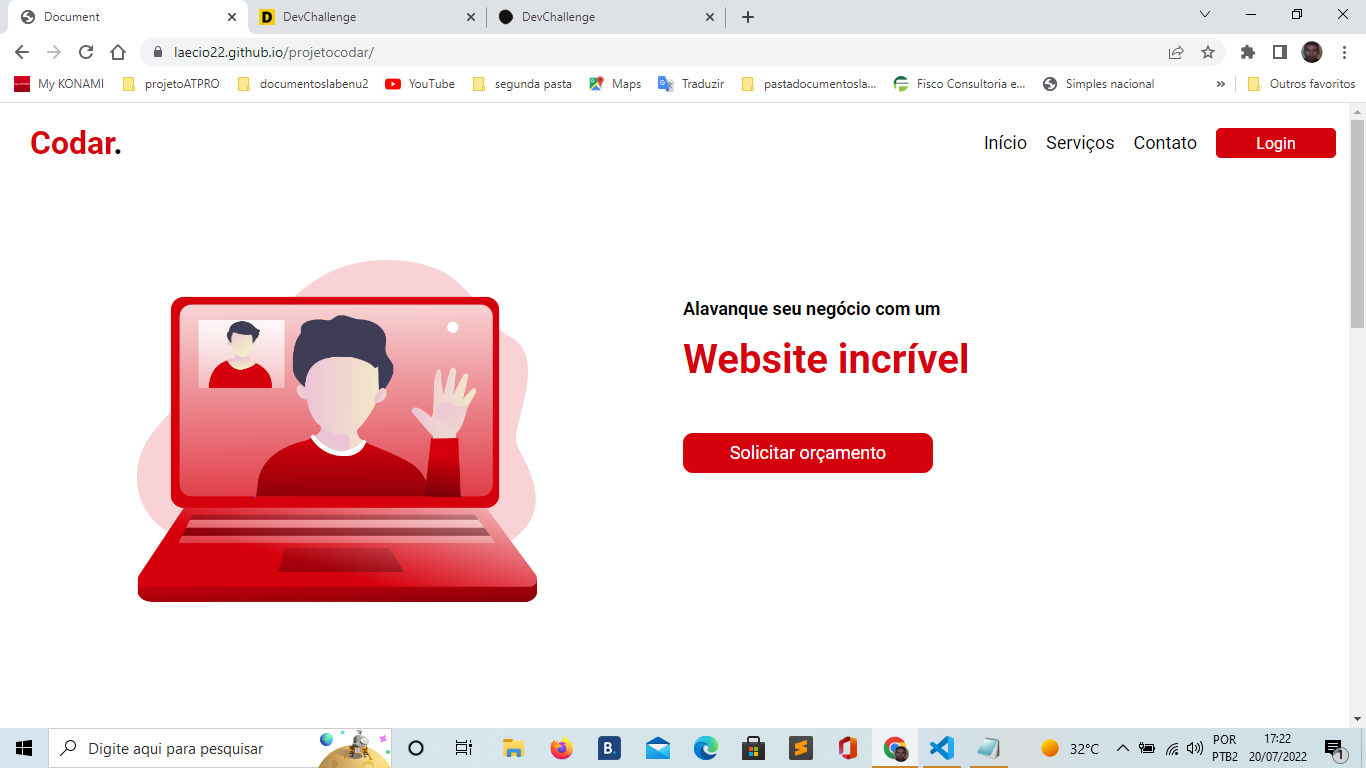 Document
DevChallenge
DevChallenge
laecio22.github.io/projetocodar/
My KONAMI
projetoATPRO
documentoslabenu2
YouTube
segunda pasta
Maps
Traduzir
pastadocumentosla...
Fisco Consultoria e...
Simples nacional
»
Outros favoritos
Codar.
Início
Serviços
Contato
Login
Alavanque seu negócio com um
Website incrível
Solicitar orçamento
Digite aqui para pesquisar
32°C
POR
PTB2
17:22
20/07/2022
1